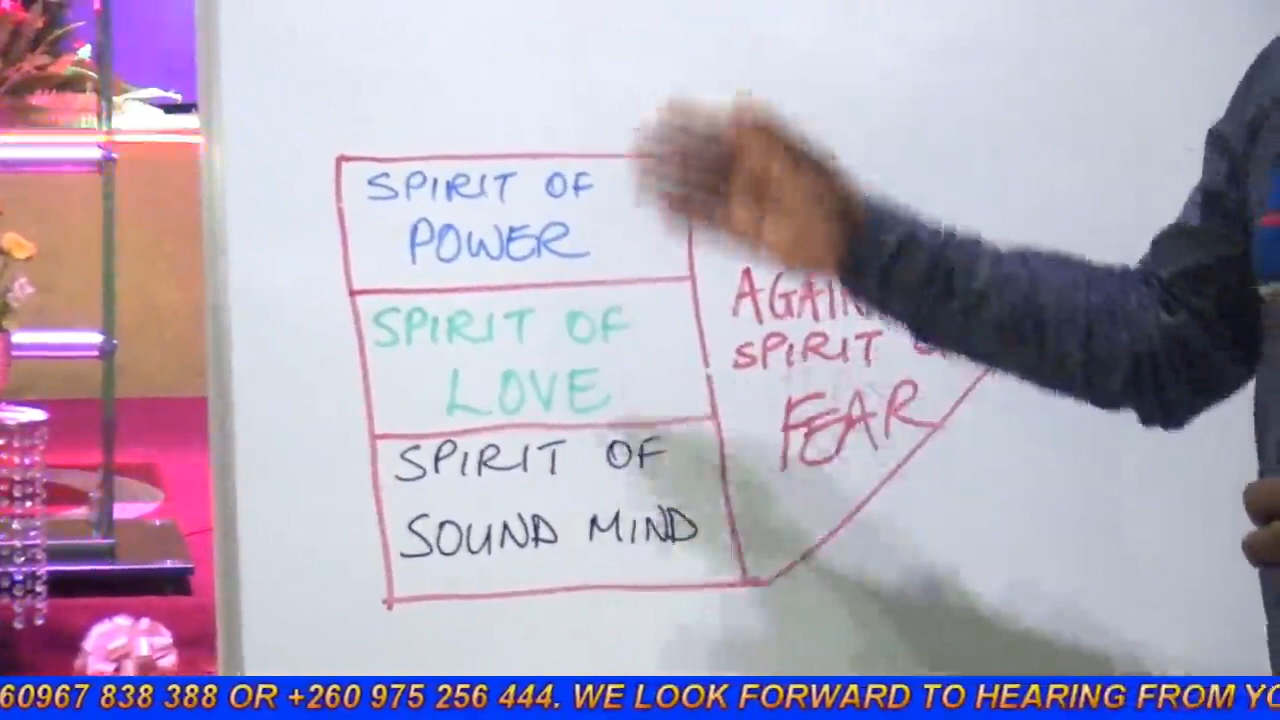 SPIRIT OF
POWER
SPIRIT OF
LOVE
SPIRIT OF
SOUND MIND
SPIRIT
FEAR
60967 838 388 OR +260 975 256 444. WE LOOK FORWARD TO HEARING FROM